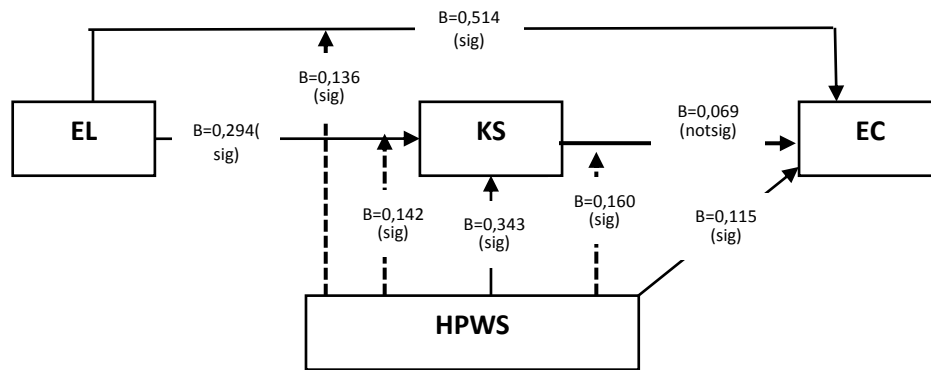 B=0,514
(sig)
B=0,136
(sig)
EL
B=0,294(
sig)
KS
B=0,069
(notsig)
EC
B=0,142
(sig)
B=0,343
(sig)
B=0,160
(sig)
B=0,115
(sig)
HPWS